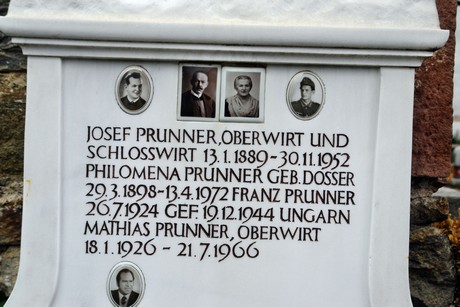 JOSEF PRUNNER, OBERWIRT UND
SCHLOSSWIRT 13.1.1889-30.11.1952
PHILOMENA PRUNNER GEB. DOSSER
29.3.1898-13.4.1972 FRANZ PRUNNER
26.7.1924 GEF. 19.12.1944 UNGARN
MATHIAS PRUNNER, OBERWIRT
18.1.1926 - 21.7.1966